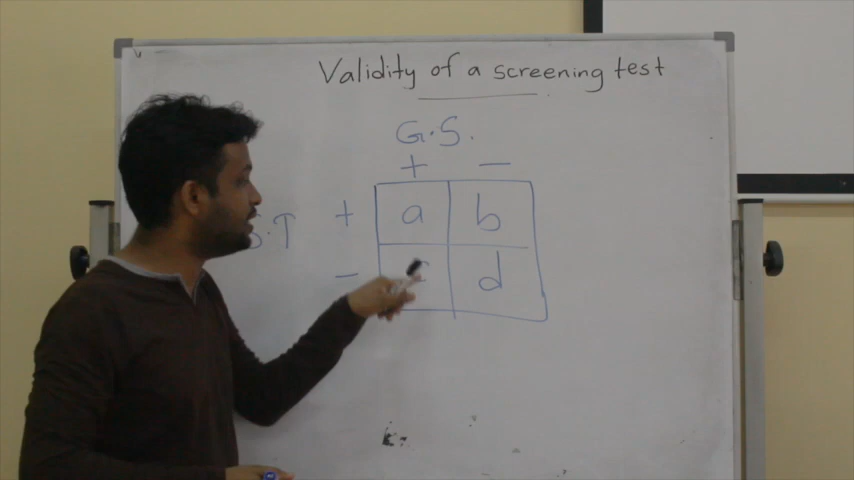 Validity of a screening test
G.S.
+ −
S.T + a b
− c d